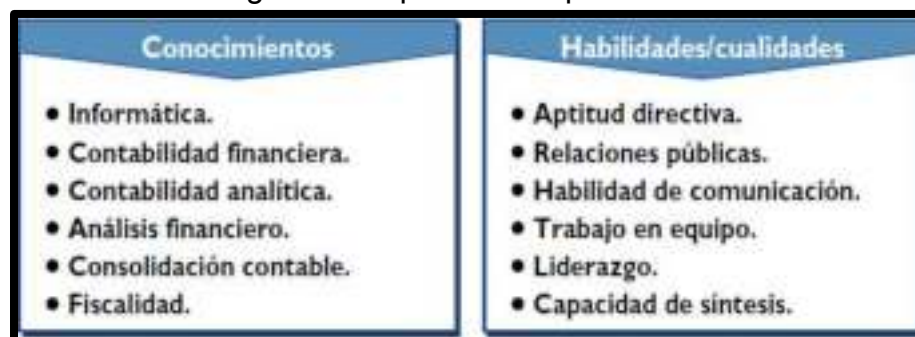 Conocimientos
• Informática.
• Contabilidad financiera.
• Contabilidad analítica.
• Análisis financiero.
• Consolidación contable.
• Fiscalidad.
Habilidades/cualidades
• Aptitud directiva.
• Relaciones públicas.
• Habilidad de comunicación.
• Trabajo en equipo.
• Liderazgo.
• Capacidad de síntesis.